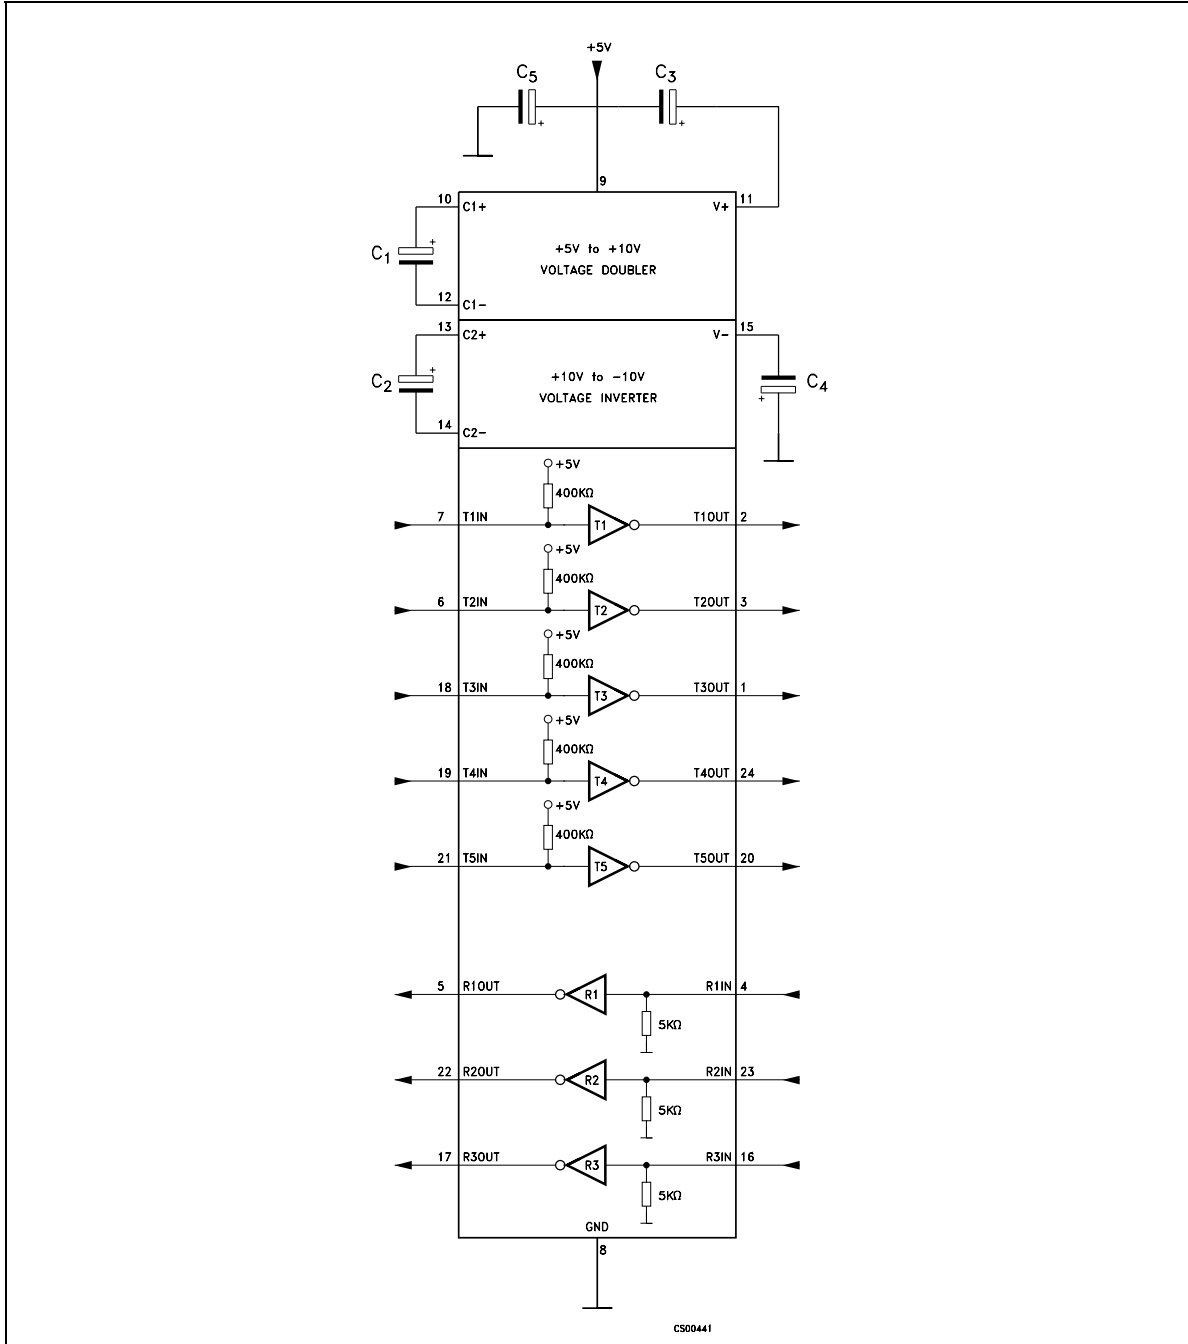 +5V
C5 C3
+ +
9
10 C1+ V+ 11
+
C1
+5V to +10V
VOLTAGE DOUBLER
12 C1-
13 C2+ V- 15
+
C2
+10V to -10V
VOLTAGE INVERTER
C4
+
14 C2-
+5V
400KΩ
7 T1IN T1 T1OUT 2
+5V
400KΩ
6 T2IN T2 T2OUT 3
+5V
400KΩ
18 T3IN T3 T3OUT 1
+5V
400KΩ
19 T4IN T4 T4OUT 24
+5V
400KΩ
21 T5IN T5 T5OUT 20
5 R1OUT R1 R1IN 4
5KΩ
22 R2OUT R2 R2IN 23
5KΩ
17 R3OUT R3 R3IN 16
5KΩ
GND
8
CS00441